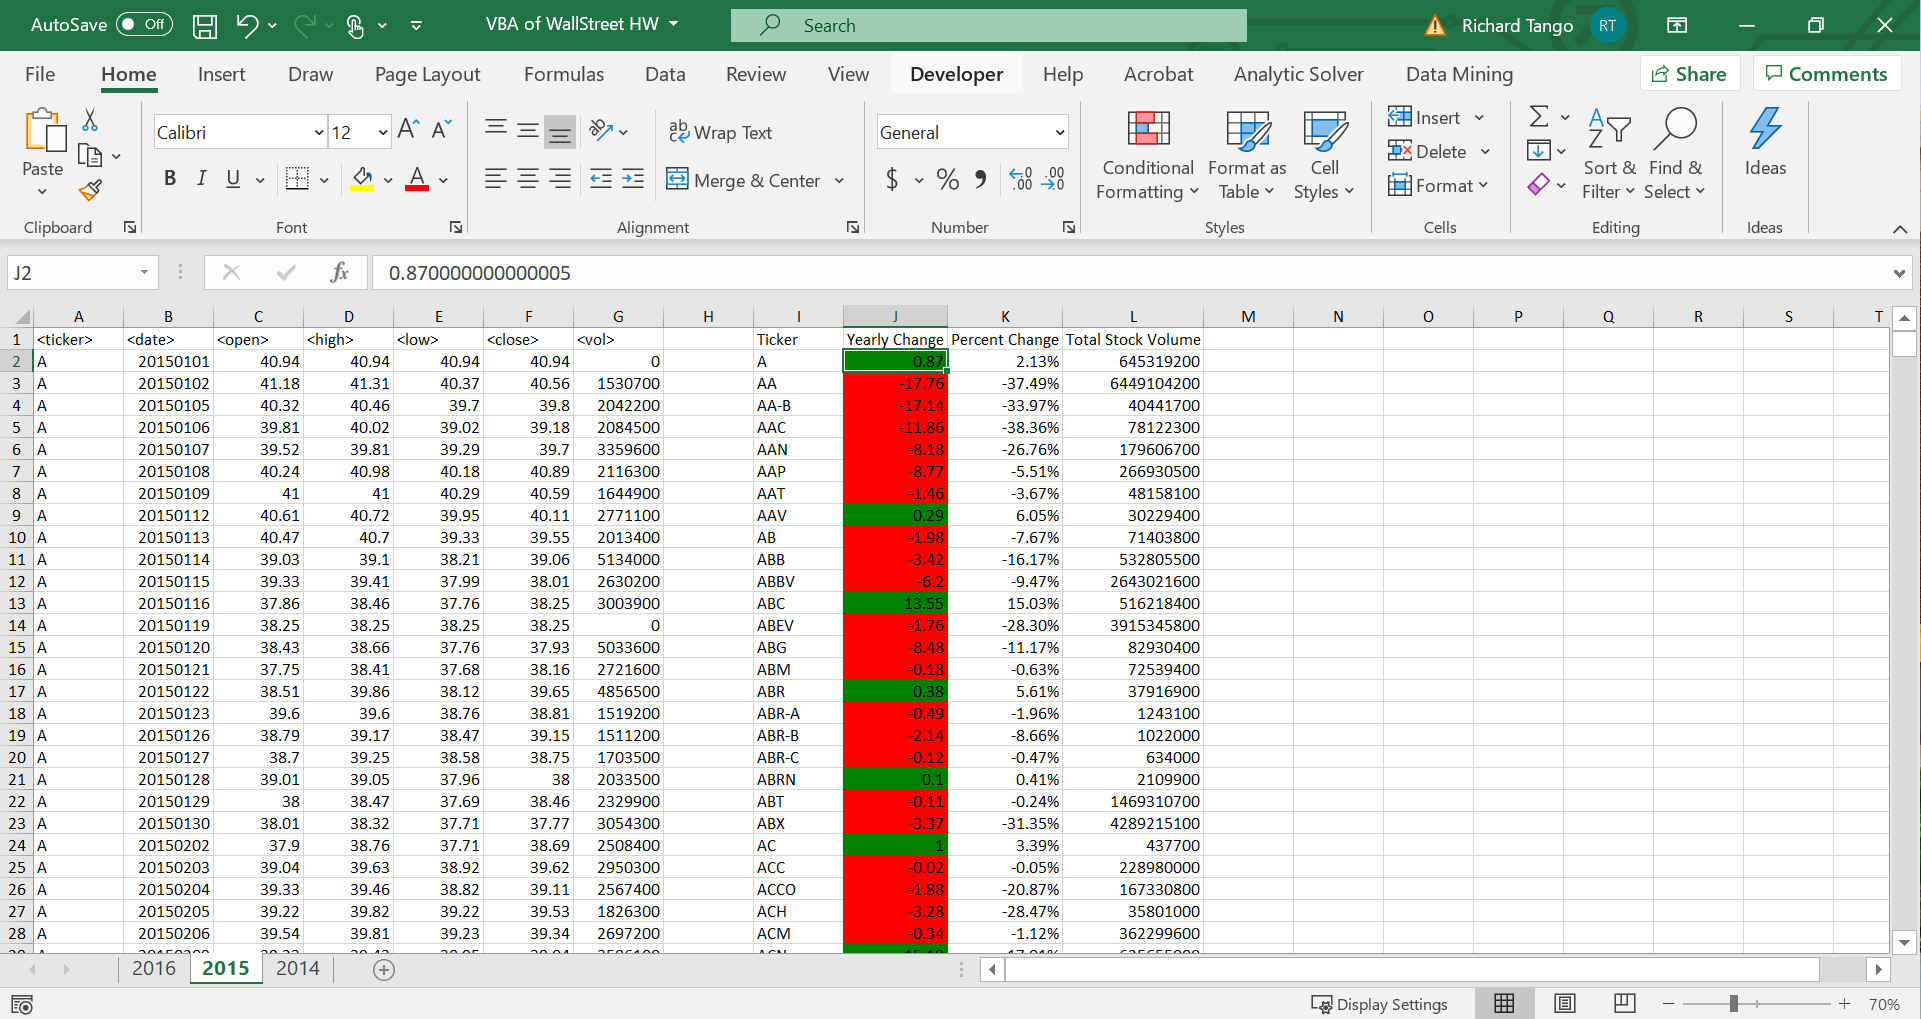 AutoSave Off VBA of WallStreet HW Search Richard Tango RT
File Home Insert Draw Page Layout Formulas Data Review View Developer Help Acrobat Analytic Solver Data Mining Share Comments
Paste
Clipboard
Calibri 12
B I U
Font
Wrap Text
Merge & Center
Alignment
General
$ % 9
Number
Conditional Formatting
Format as Table
Cell Styles
Styles
Insert
Delete
Format
Cells
Sort & Filter
Find & Select
Editing
Ideas
Ideas
J2 fx 0.870000000000005
A B C D E F G H I J K L M N O P Q R S T
1 <ticker> <date> <open> <high> <low> <close> <vol> Ticker Yearly Change Percent Change Total Stock Volume
2 A 20150101 40.94 40.94 40.94 40.94 0 A 0.87 2.13% 645319200
3 A 20150102 41.18 41.31 40.37 40.56 1530700 AA -17.76 -37.49% 6449104200
4 A 20150105 40.32 40.46 39.7 39.8 2042200 AA-B -17.14 -33.97% 40441700
5 A 20150106 39.81 40.02 39.02 39.18 2084500 AAC -11.86 -38.36% 78122300
6 A 20150107 39.52 39.81 39.29 39.7 3359600 AAN -8.18 -26.76% 179606700
7 A 20150108 40.24 40.98 40.18 40.89 2116300 AAP -8.77 -5.51% 266930500
8 A 20150109 41 41 40.29 40.59 1644900 AAT -1.46 -3.67% 48158100
9 A 20150112 40.61 40.72 39.95 40.11 2771100 AAV 0.29 6.05% 30229400
10 A 20150113 40.47 40.7 39.33 39.55 2013400 AB -1.98 -7.67% 71403800
11 A 20150114 39.03 39.1 38.21 39.06 5134000 ABB -3.42 -16.17% 532805500
12 A 20150115 39.33 39.41 37.99 38.01 2630200 ABBV -6.2 -9.47% 2643021600
13 A 20150116 37.86 38.46 37.76 38.25 3003900 ABC 13.55 15.03% 516218400
14 A 20150119 38.25 38.25 38.25 38.25 0 ABEV -1.76 -28.30% 3915345800
15 A 20150120 38.43 38.66 37.76 37.93 5033600 ABG -8.48 -11.17% 82930400
16 A 20150121 37.75 38.41 37.68 38.16 2721600 ABM -0.18 -0.63% 72539400
17 A 20150122 38.51 39.86 38.12 39.65 4856500 ABR 0.38 5.61% 37916900
18 A 20150123 39.6 39.6 38.76 38.81 1519200 ABR-A -0.49 -1.96% 1243100
19 A 20150126 38.79 39.17 38.47 39.15 1511200 ABR-B -2.14 -8.66% 1022000
20 A 20150127 38.7 39.25 38.58 38.75 1703500 ABR-C -0.12 -0.47% 634000
21 A 20150128 39.01 39.05 37.96 38 2033500 ABRN 0.1 0.41% 2109900
22 A 20150129 38 38.47 37.69 38.46 2329900 ABT -0.11 -0.24% 1469310700
23 A 20150130 38.01 38.32 37.71 37.77 3054300 ABX -3.37 -31.35% 4289215100
24 A 20150202 37.9 38.76 37.71 38.69 2508400 AC 1 3.39% 437700
25 A 20150203 39.04 39.63 38.92 39.62 2950300 ACC -0.02 -0.05% 228980000
26 A 20150204 39.33 39.46 38.82 39.11 2567400 ACCO -1.88 -20.87% 167330800
27 A 20150205 39.22 39.82 39.22 39.53 1826300 ACH -3.28 -28.47% 35801000
28 A 20150206 39.54 39.81 39.23 39.34 2697200 ACM -0.34 -1.12% 362299600
2016 2015 2014
Display Settings 70%